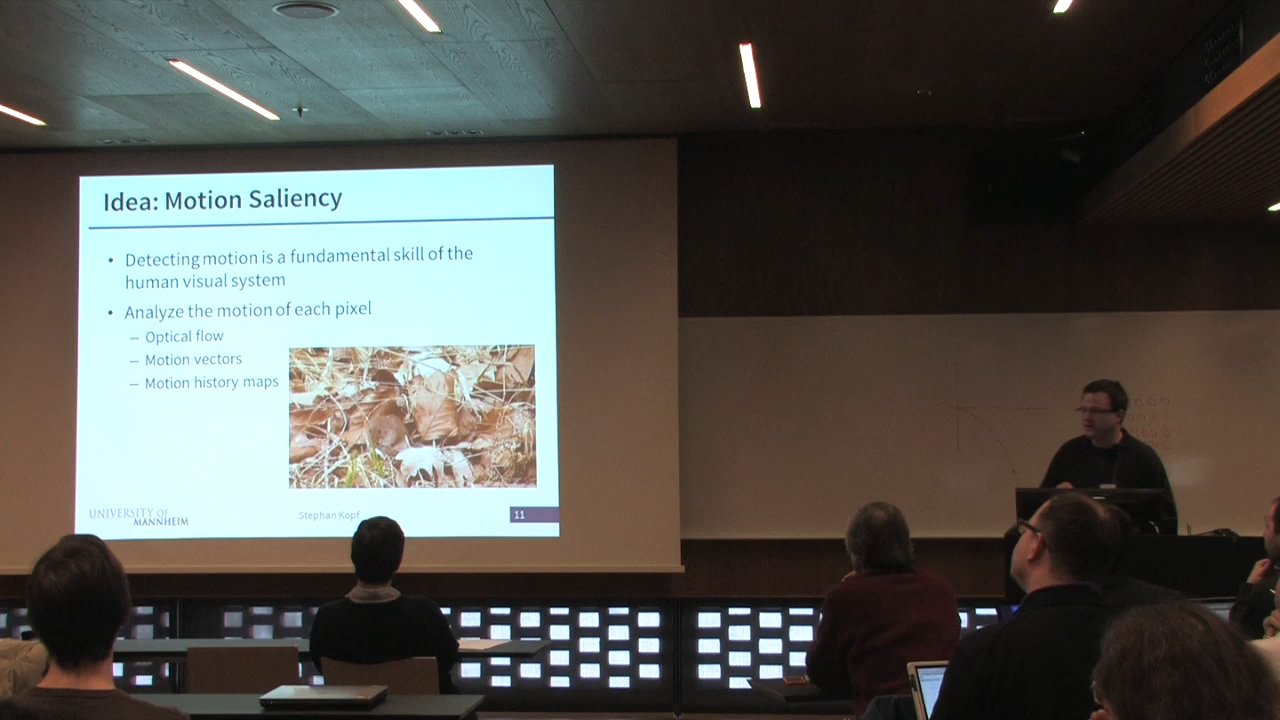 Idea: Motion Saliency
• Detecting motion is a fundamental skill of the
human visual system
• Analyze the motion of each pixel
– Optical flow
– Motion vectors
– Motion history maps
UNIVERSITY OF
MANNHEIM
Stephan Kopf
11